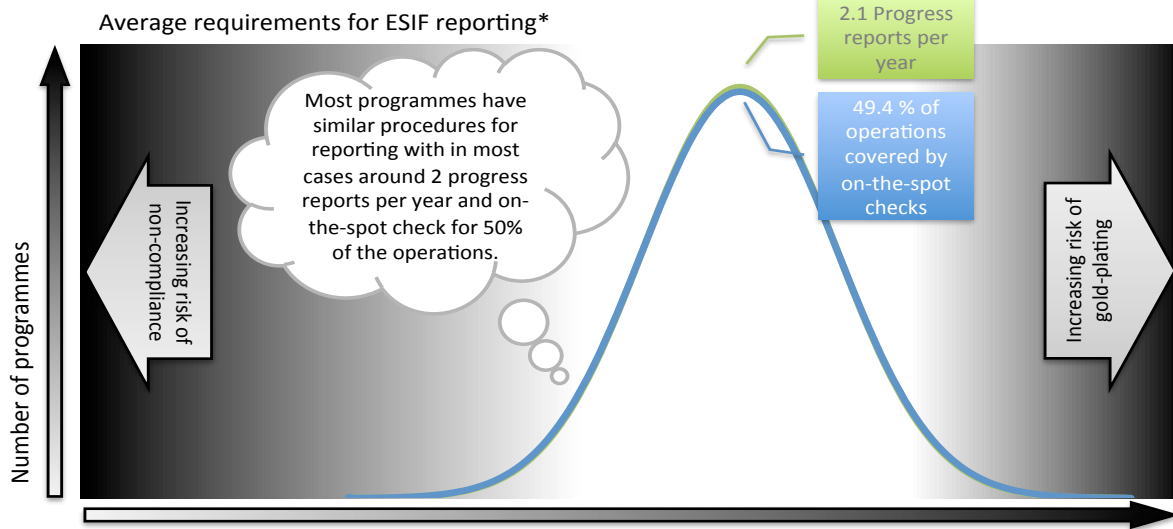 Average requirements for ESIF reporting*
Most programmes have
similar procedures for
reporting with in most
cases around 2 progress
reports per year and on-
the-spot check for 50%
of the operations.
2.1 Progress
reports per
year
49.4 % of
operations
covered by
on-the-spot
checks
Increasing risk of
non-compliance
Increasing risk of
gold-plating
Number of programmes